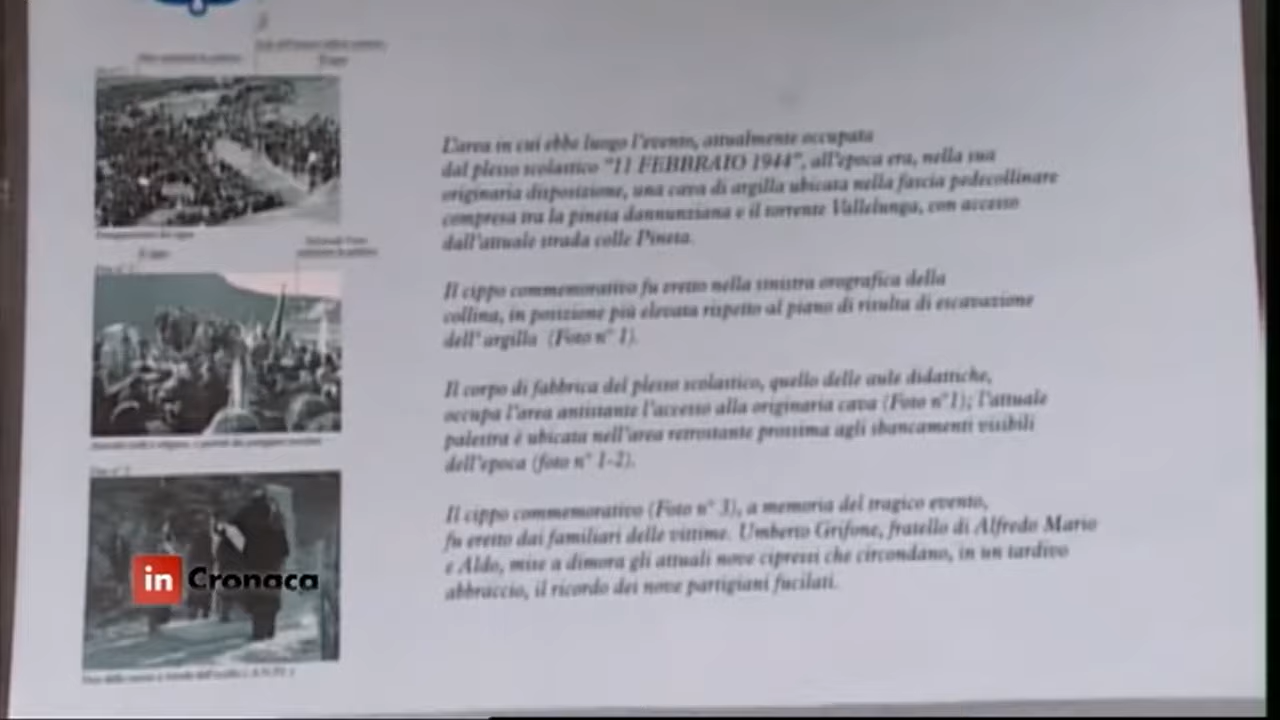 L'area in cui ebbe luogo l'evento, attualmente occupata
dal plesso scolastico "11 FEBBRAIO 1944", all'epoca era, nella sua
originaria disposizione, una cava di argilla ubicata nella fascia pedecollinare
compresa tra la pineta dannunziana e il torrente Vallelunga, con accesso
dall'attuale strada colle Pineta.
Il cippo commemorativo fu eretto nella sinistra orografica della
collina, in posizione più elevata rispetto al piano di risulta di escavazione
dell'argilla (Foto n° 1).
Il corpo di fabbrica del plesso scolastico, quello delle aule didattiche,
occupa l'area antistante l'accesso alla originaria cava (Foto n°1); l'attuale
palestra è ubicata nell'area retrostante prossima agli sbancamenti visibili
dell'epoca (foto n° 1-2).
Il cippo commemorativo (Foto n° 3), a memoria del tragico evento,
fu eretto dai familiari delle vittime. Umberto Grifone, fratello di Alfredo Mario
e Aldo, mise a dimora gli attuali nove cipressi che circondano, in un tardivo
abbraccio, il ricordo dei nove partigiani fucilati.
in Cronaca